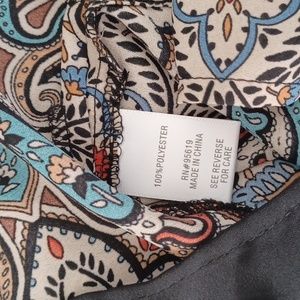 100% POLYESTER
RN#95619
MADE IN CHINA
SEE REVERSE
FOR CARE